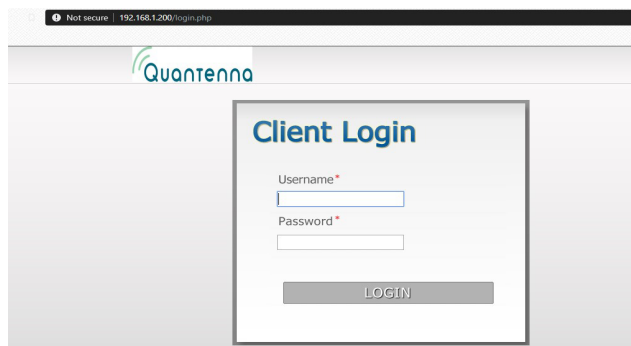 Not secure | 192.168.1.200/login.php
Quantenna
Client Login
Username*
Password*
LOGIN